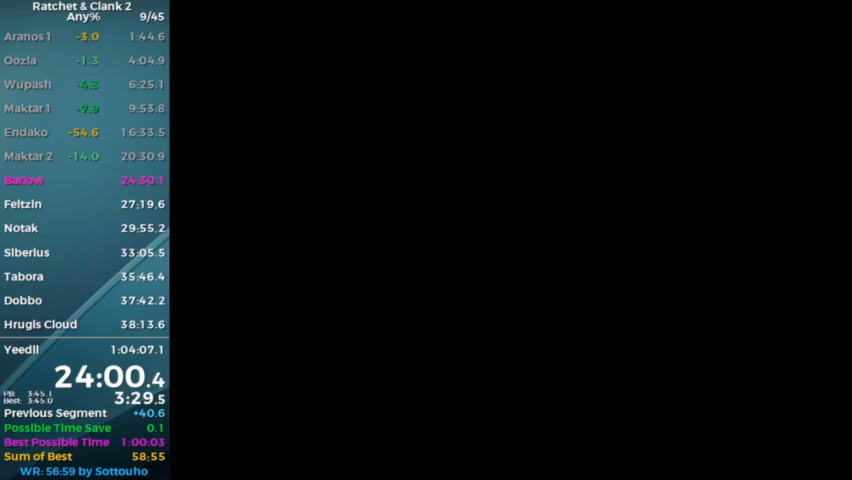 Ratchet & Clank 2
Any% 9/45
Aranos 1 -3.0 1:44.6
Oozla -1.3 4:04.9
Wupash -4.3 6:25.1
Maktar 1 -7.9 9:53.8
Endako -54.6 16:33.5
Maktar 2 -14.0 20:30.9
Barlow 24:30.1
Feltzin 27:19.6
Notak 29:55.2
Siberius 33:05.5
Tabora 35:46.4
Dobbo 37:42.2
Hrugis Cloud 38:13.6
Yeedil 1:04:07.1
24:00.4
PB: 3:45.1
Best: 3:45.0 3:29.5
Previous Segment +40.6
Possible Time Save 0.1
Best Possible Time 1:00:03
Sum of Best 58:55
WR: 56:59 by Sottouho